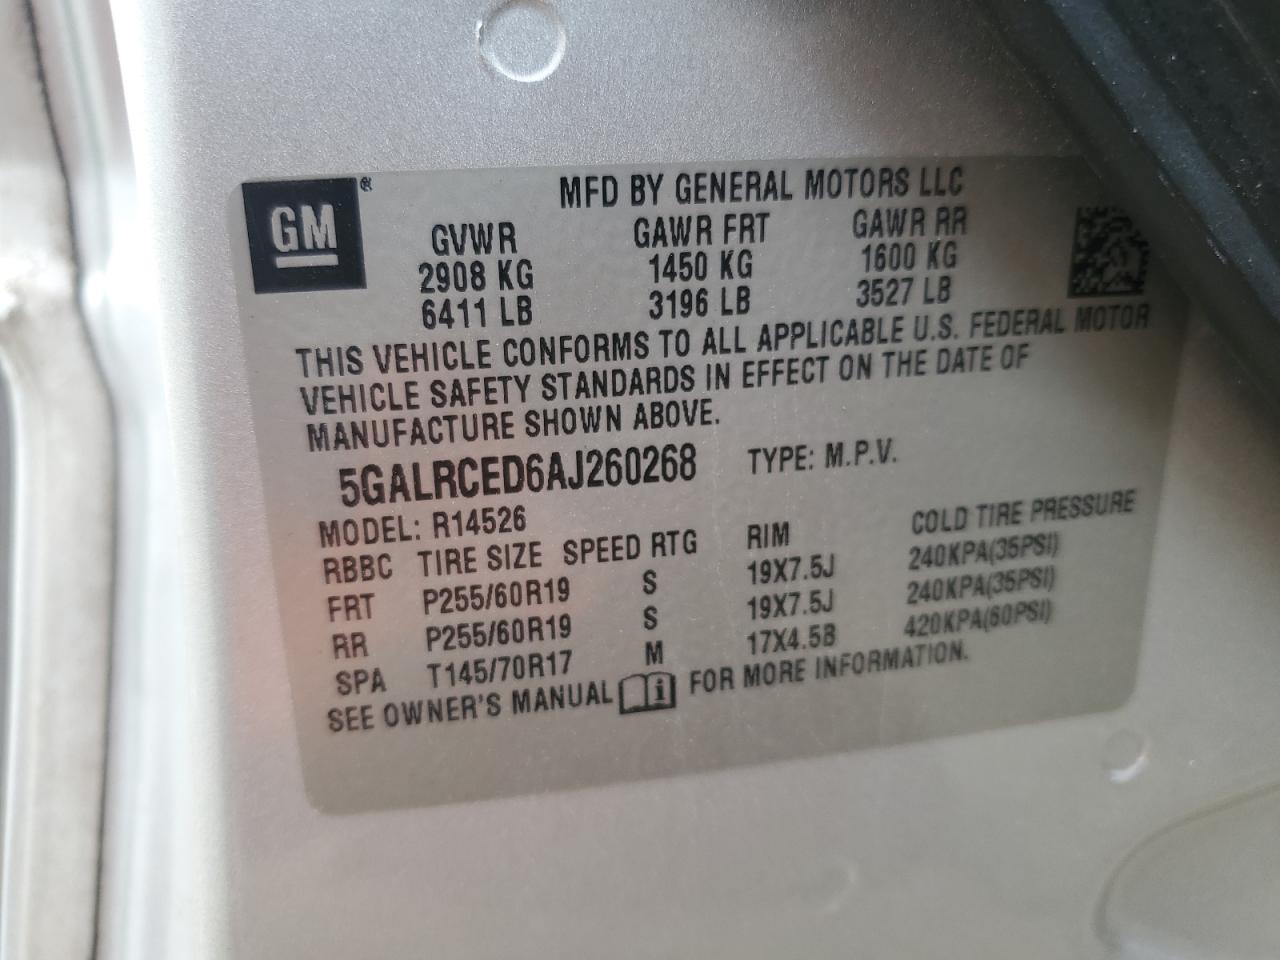 GM®
MFD BY GENERAL MOTORS LLC
GVWR GAWR FRT GAWR RR
2908 KG 1450 KG 1600 KG
6411 LB 3196 LB 3527 LB
THIS VEHICLE CONFORMS TO ALL APPLICABLE U.S. FEDERAL MOTOR
VEHICLE SAFETY STANDARDS IN EFFECT ON THE DATE OF
MANUFACTURE SHOWN ABOVE.
5GALRCED6AJ260268 TYPE: M.P.V.
MODEL: R14526
RBBC TIRE SIZE SPEED RTG RIM COLD TIRE PRESSURE
FRT P255/60R19 S 19X7.5J 240KPA(35PSI)
RR P255/60R19 S 19X7.5J 240KPA(35PSI)
SPA T145/70R17 M 17X4.5B 420KPA(60PSI)
SEE OWNER'S MANUAL i FOR MORE INFORMATION.